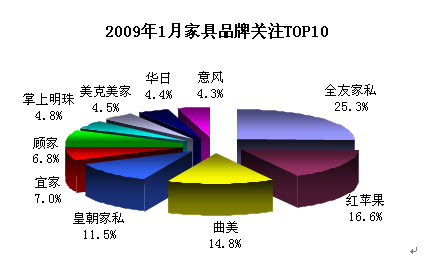 2009年1月家具品牌关注TOP10
全友家私
25.3%
红苹果
16.6%
曲美
14.8%
皇朝家私
11.5%
宜家
7.0%
顾家
6.8%
掌上明珠
4.8%
美克美家
4.5%
华日
4.4%
意风
4.3%